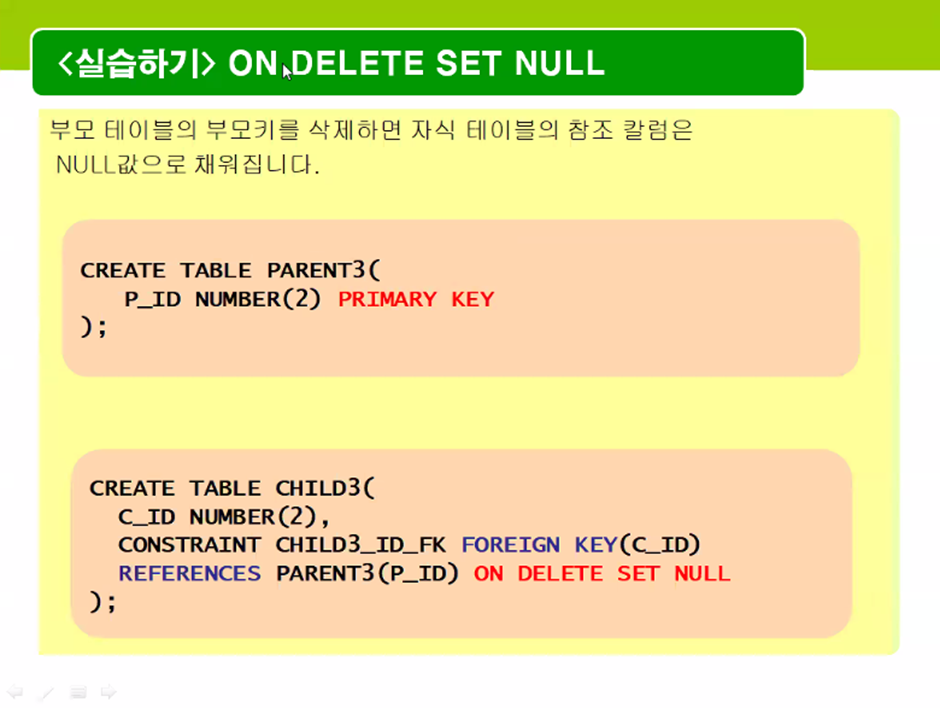 <실습하기> ON DELETE SET NULL
부모 테이블의 부모키를 삭제하면 자식 테이블의 참조 칼럼은
NULL값으로 채워집니다.
CREATE TABLE PARENT3(
P_ID NUMBER(2) PRIMARY KEY
);
CREATE TABLE CHILD3(
C_ID NUMBER(2),
CONSTRAINT CHILD3_ID_FK FOREIGN KEY(C_ID)
REFERENCES PARENT3(P_ID) ON DELETE SET NULL
);